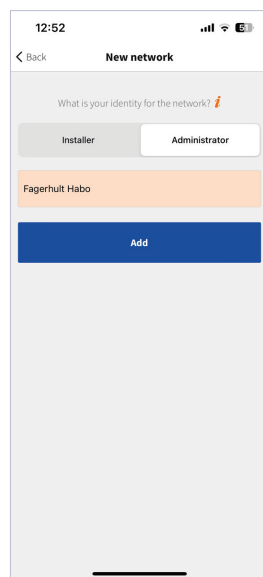 12:52
Back
New network
What is your identity for the network? i
Installer
Administrator
Fagerhult Habo
Add